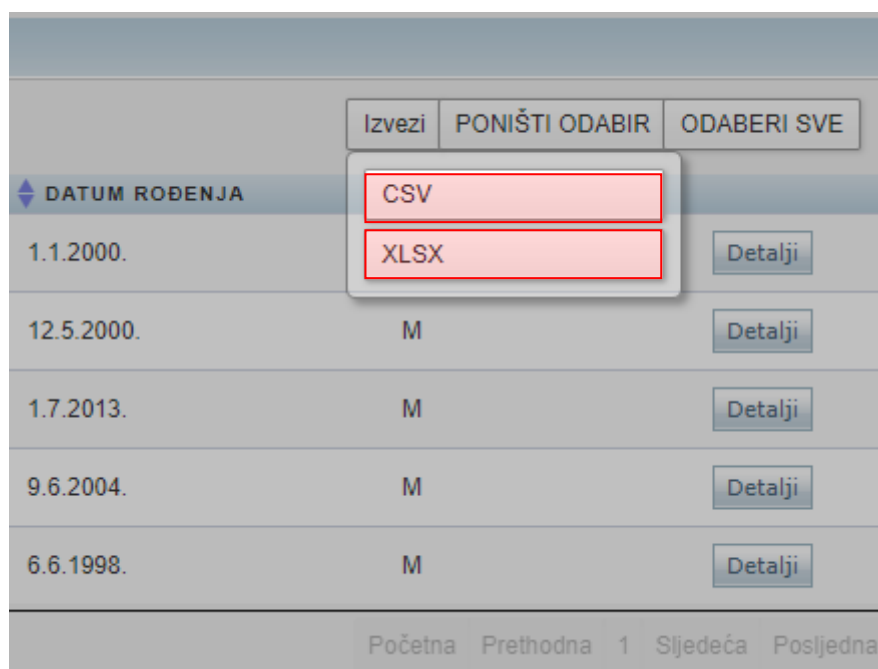 Izvezi PONIŠTI ODABIR ODABERI SVE
DATUM ROĐENJA
CSV
1.1.2000. XLSX Detalji
12.5.2000. M Detalji
1.7.2013. M Detalji
9.6.2004. M Detalji
6.6.1998. M Detalji
Početna Prethodna 1 Sljedeća Posljedna